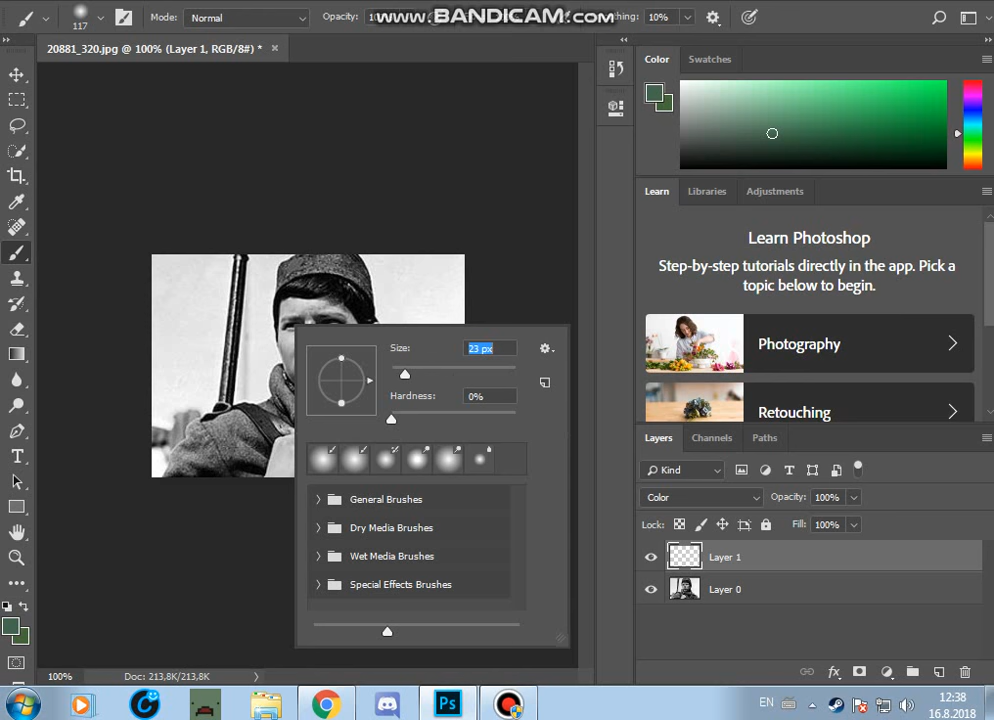 Mode: Normal
Opacity:
www.BANDICAM.com
10%
117
20881_320.jpg @ 100% (Layer 1, RGB/8#) *
Color
Swatches
Learn
Libraries
Adjustments
Learn Photoshop
Step-by-step tutorials directly in the app. Pick a
topic below to begin.
Photography
Retouching
Size: 23 px
Hardness: 0%
General Brushes
Dry Media Brushes
Wet Media Brushes
Special Effects Brushes
Layers
Channels
Paths
Kind
Color
Opacity: 100%
Lock:
Fill: 100%
Layer 1
Layer 0
fx
100%
Doc: 213,8K/213,8K
Ps
EN
12:38
16.8.2018